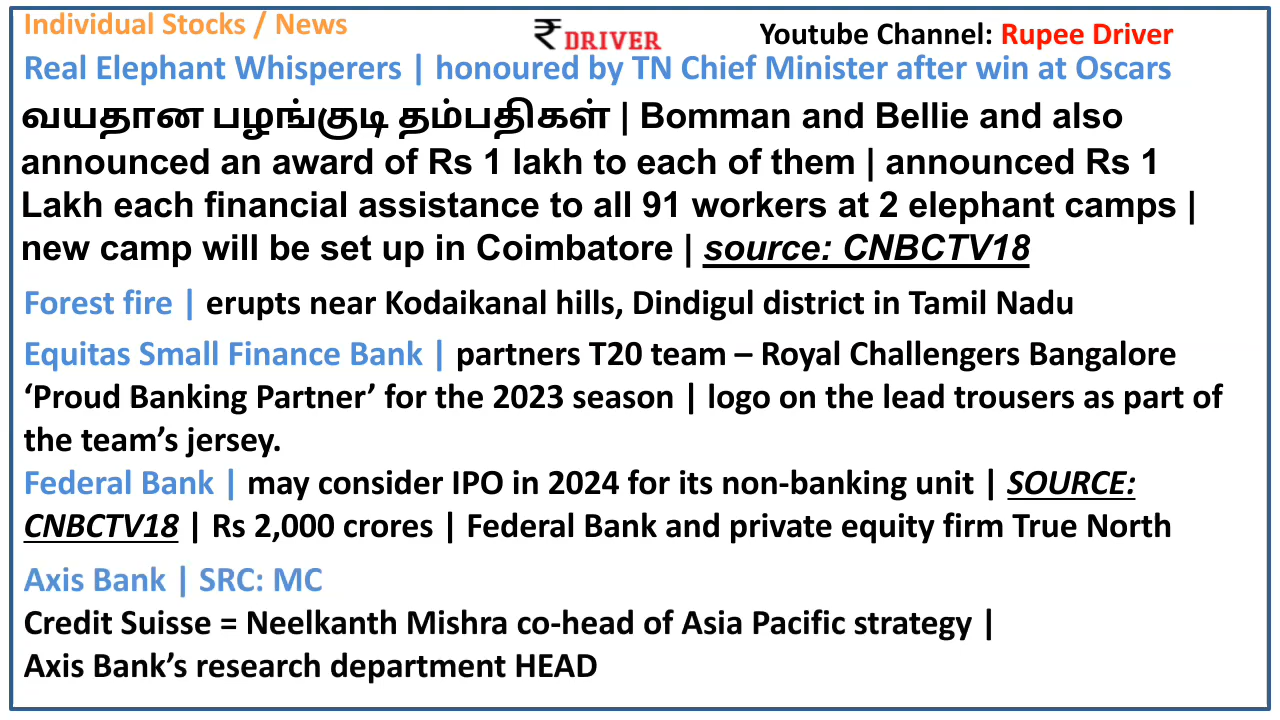 Individual Stocks / News
₹ DRIVER
Youtube Channel: Rupee Driver
Real Elephant Whisperers | honoured by TN Chief Minister after win at Oscars
வயதான பழங்குடி தம்பதிகள் | Bomman and Bellie and also
announced an award of Rs 1 lakh to each of them | announced Rs 1
Lakh each financial assistance to all 91 workers at 2 elephant camps |
new camp will be set up in Coimbatore | source: CNBCTV18
Forest fire | erupts near Kodaikanal hills, Dindigul district in Tamil Nadu
Equitas Small Finance Bank | partners T20 team – Royal Challengers Bangalore
‘Proud Banking Partner’ for the 2023 season | logo on the lead trousers as part of
the team’s jersey.
Federal Bank | may consider IPO in 2024 for its non-banking unit | SOURCE:
CNBCTV18 | Rs 2,000 crores | Federal Bank and private equity firm True North
Axis Bank | SRC: MC
Credit Suisse = Neelkanth Mishra co-head of Asia Pacific strategy |
Axis Bank’s research department HEAD